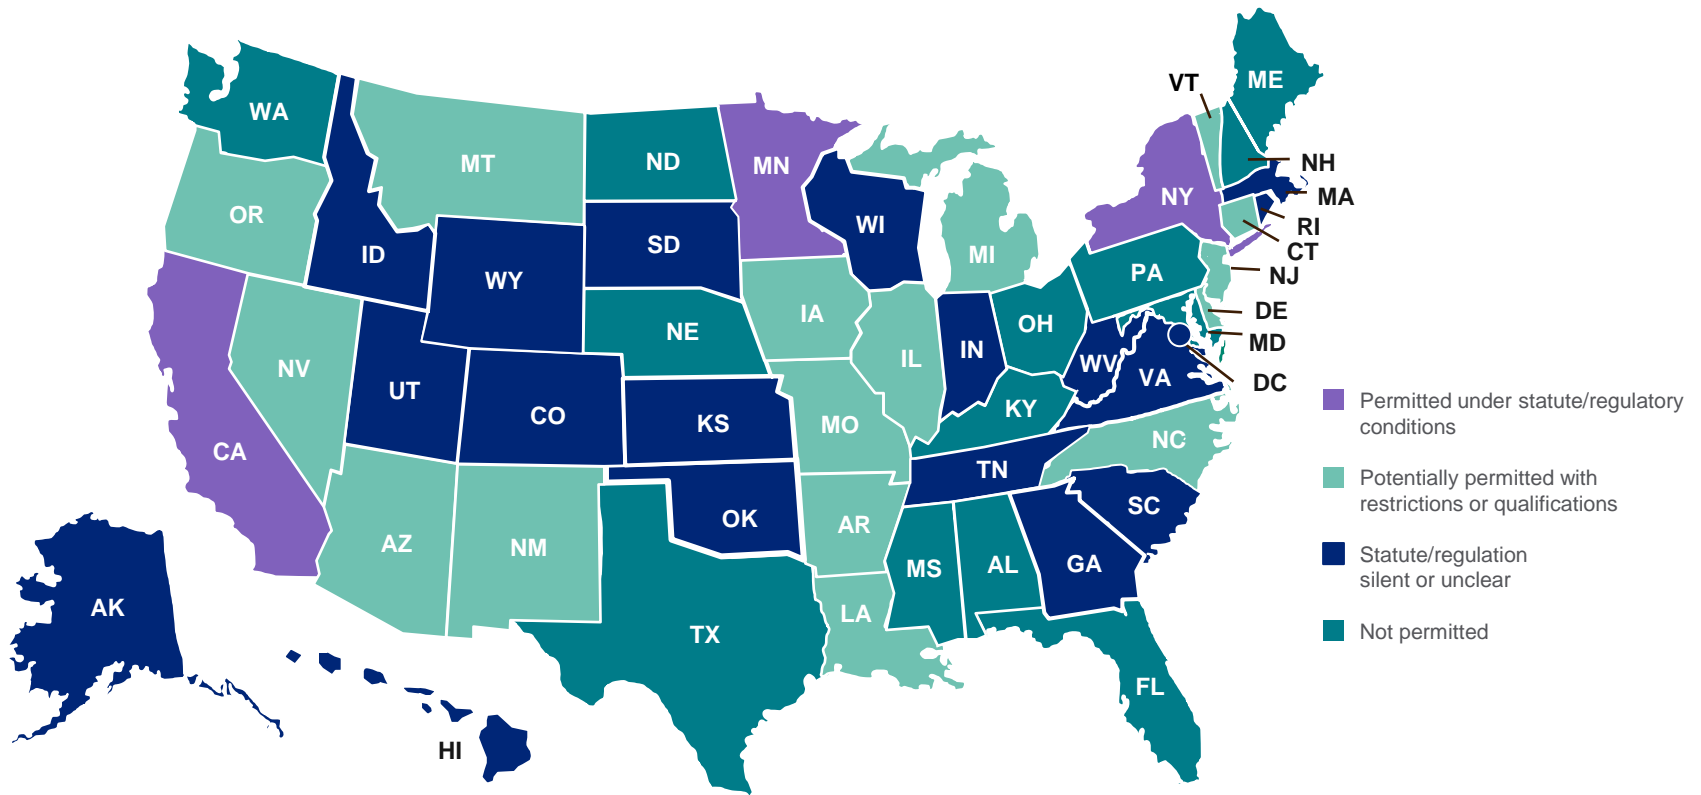 ME
VT
WA
NH
MT
ND
MN
MA
NY
OR
WI
RI
SD
CT
ID
MI
PA
NJ
WY
IA
DE
OH
NE
MD
IN
IL
WV
NV
VA
DC
UT
CO
KS
KY
MO
NC
CA
TN
SC
OK
AR
AZ
NM
MS
AL
GA
AK
LA
TX
FL
HI
Permitted under statute/regulatory
conditions
Potentially permitted with
restrictions or qualifications
Statute/regulation
silent or unclear
Not permitted